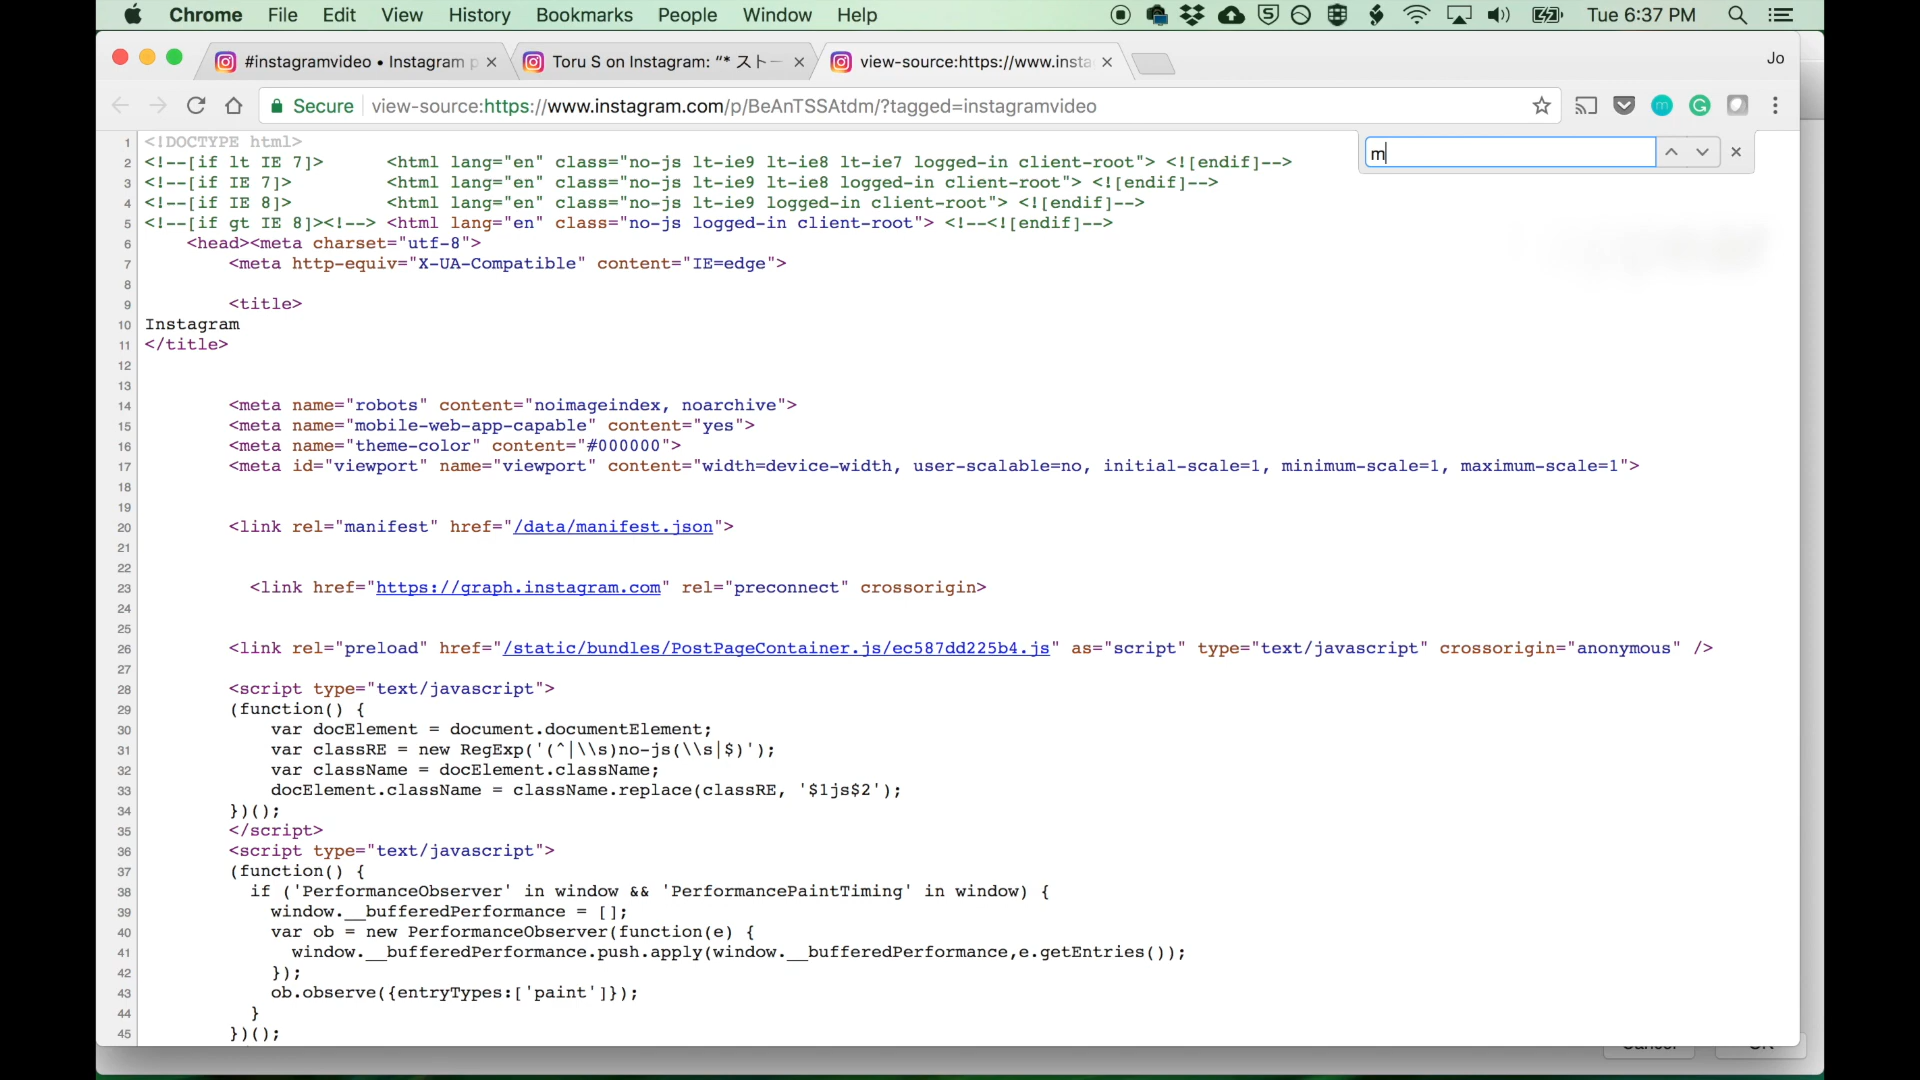 Chrome File Edit View History Bookmarks People Window Help Tue 6:37 PM
#instagramvideo • Instagram p Toru S on Instagram: “* ストー view-source:https://www.insta Jo
Secure view-source:https://www.instagram.com/p/BeAnTSSAtdm/?tagged=instagramvideo
m
1 <!DOCTYPE html>
2 <!--[if lt IE 7]> <html lang="en" class="no-js lt-ie9 lt-ie8 lt-ie7 logged-in client-root"> <![endif]-->
3 <!--[if IE 7]> <html lang="en" class="no-js lt-ie9 lt-ie8 logged-in client-root"> <![endif]-->
4 <!--[if IE 8]> <html lang="en" class="no-js lt-ie9 logged-in client-root"> <![endif]-->
5 <!--[if gt IE 8]><!--> <html lang="en" class="no-js logged-in client-root"> <!--<![endif]-->
6 <head><meta charset="utf-8">
7 <meta http-equiv="X-UA-Compatible" content="IE=edge">
8
9 <title>
10 Instagram
11 </title>
12
13
14 <meta name="robots" content="noimageindex, noarchive">
15 <meta name="mobile-web-app-capable" content="yes">
16 <meta name="theme-color" content="#000000">
17 <meta id="viewport" name="viewport" content="width=device-width, user-scalable=no, initial-scale=1, minimum-scale=1, maximum-scale=1">
18
19
20 <link rel="manifest" href="/data/manifest.json">
21
22
23 <link href="https://graph.instagram.com" rel="preconnect" crossorigin>
24
25
26 <link rel="preload" href="/static/bundles/PostPageContainer.js/ec587dd225b4.js" as="script" type="text/javascript" crossorigin="anonymous" />
27
28 <script type="text/javascript">
29 (function() {
30 var docElement = document.documentElement;
31 var classRE = new RegExp('(^|\\s)no-js(\\s|$)');
32 var className = docElement.className;
33 docElement.className = className.replace(classRE, '$1js$2');
34 })();
35 </script>
36 <script type="text/javascript">
37 (function() {
38 if ('PerformanceObserver' in window && 'PerformancePaintTiming' in window) {
39 window.__bufferedPerformance = [];
40 var ob = new PerformanceObserver(function(e) {
41 window.__bufferedPerformance.push.apply(window.__bufferedPerformance,e.getEntries());
42 });
43 ob.observe({entryTypes:['paint']});
44 }
45 })();